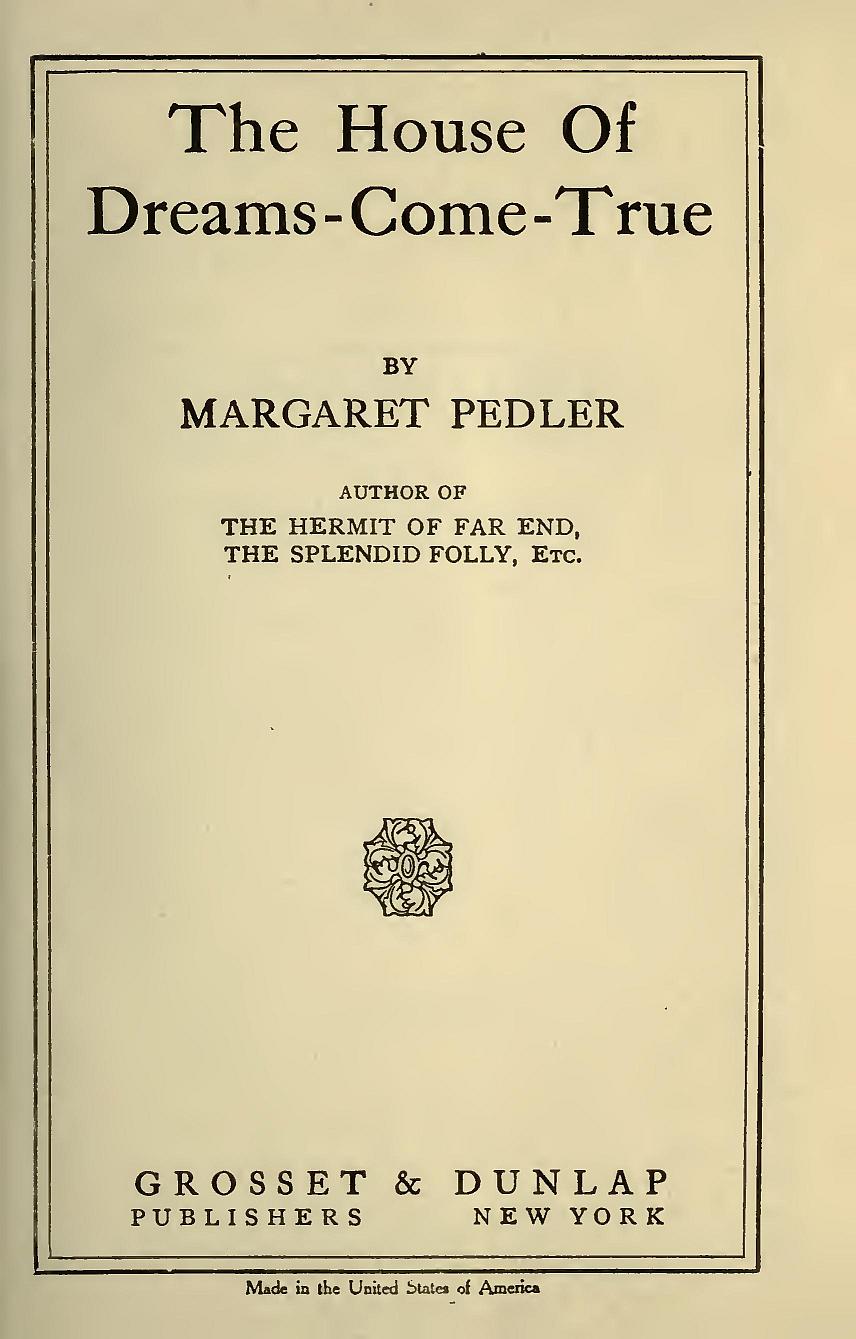 The House Of
Dreams-Come-True
BY
MARGARET PEDLER
AUTHOR OF
THE HERMIT OF FAR END,
THE SPLENDID FOLLY, ETC.
GROSSET & DUNLAP
PUBLISHERS NEW YORK
Made in the United States of America